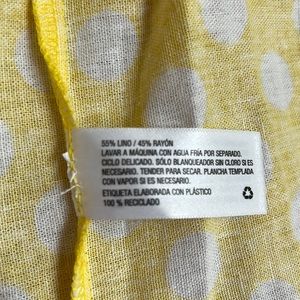 55% LINO / 45% RAYÓN
LAVAR A MÁQUINA CON AGUA FRÍA POR SEPARADO.
CICLO DELICADO. SÓLO BLANQUEADOR SIN CLORO SI ES
NECESARIO. TENDER PARA SECAR. PLANCHA TEMPLADA
CON VAPOR SI ES NECESARIO.
ETIQUETA ELABORADA CON PLÁSTICO
100 % RECICLADO